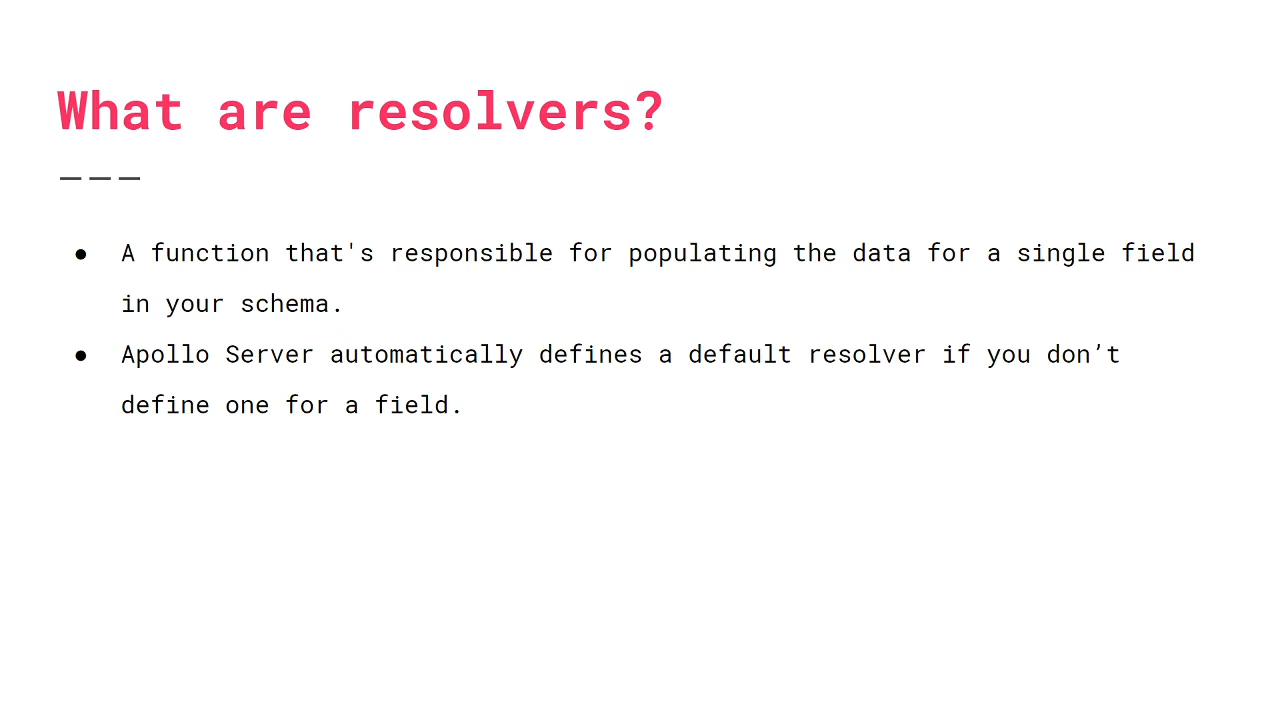 What are resolvers?
● A function that's responsible for populating the data for a single field
in your schema.
● Apollo Server automatically defines a default resolver if you don’t
define one for a field.